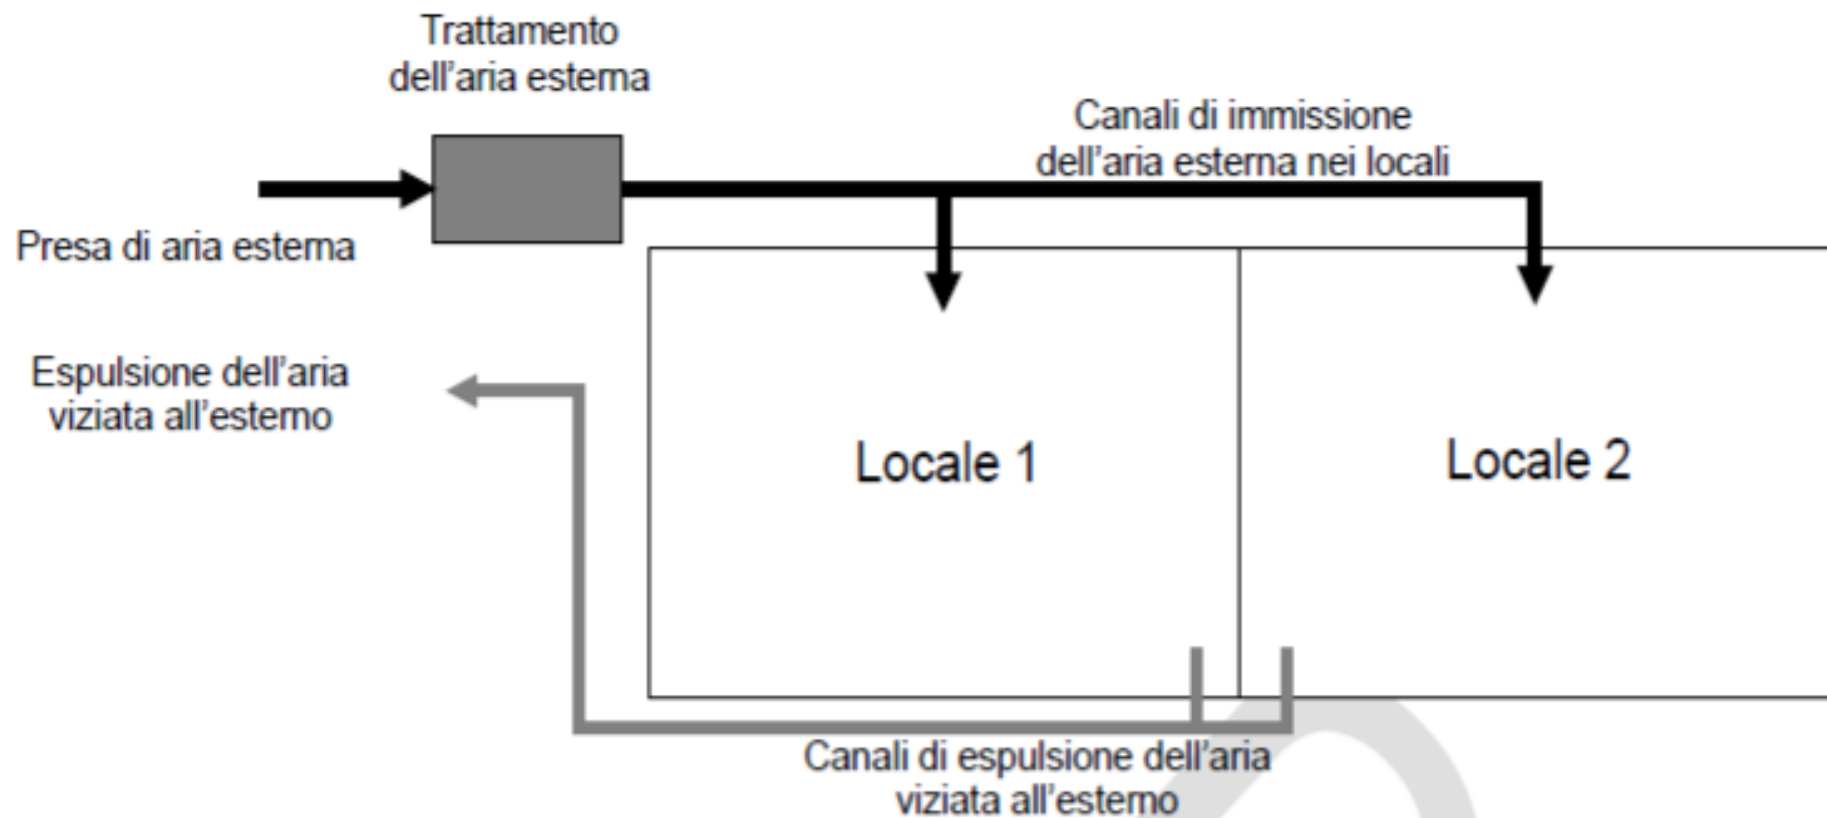 Trattamento
dell'aria esterna
Canali di immissione
dell'aria esterna nei locali
Presa di aria esterna
Espulsione dell'aria
viziata all'esterno
Locale 1
Locale 2
Canali di espulsione dell'aria
viziata all'esterno